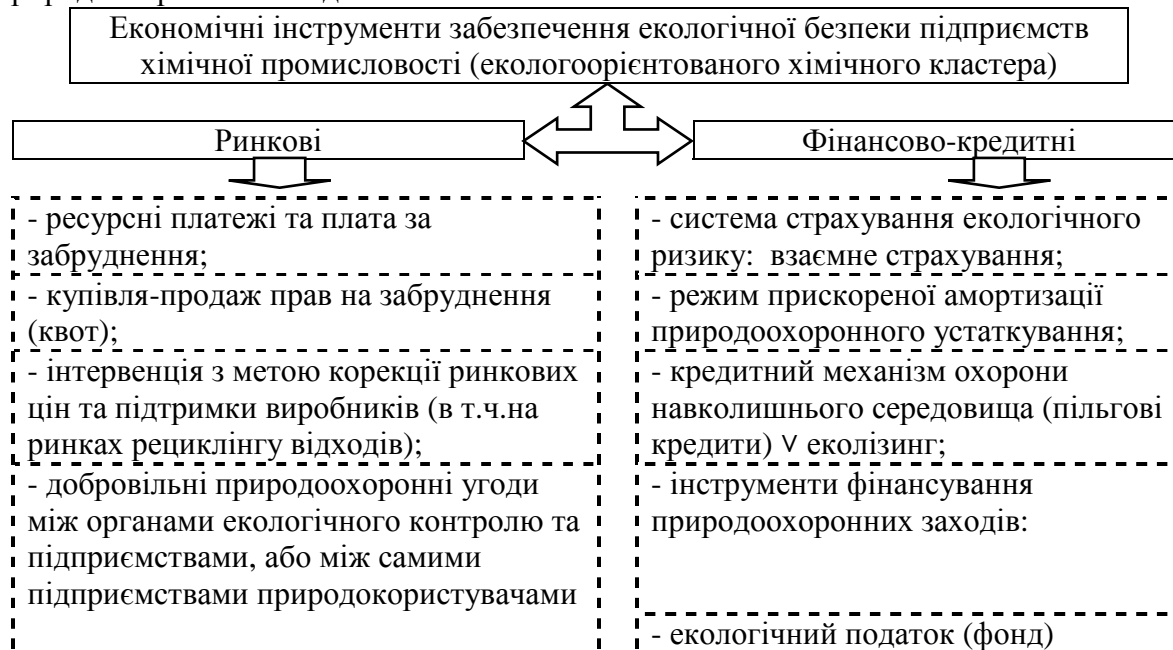 Економічні інструменти забезпечення екологічної безпеки підприємств
хімічної промисловості (екологоорієнтованого хімічного кластера)
Ринкові
Фінансово-кредитні
- ресурсні платежі та плата за
забруднення;
- купівля-продаж прав на забруднення
(квот);
- інтервенція з метою корекції ринкових
цін та підтримки виробників (в т.ч.на
ринках рециклінгу відходів);
- добровільні природоохоронні угоди
між органами екологічного контролю та
підприємствами, або між самими
підприємствами природокористувачами
- система страхування екологічного
ризику:  взаємне страхування;
- режим прискореної амортизації
природоохоронного устаткування;
- кредитний механізм охорони
навколишнього середовища (пільгові
кредити) ˅ еколізинг;
- інструменти фінансування
природоохоронних заходів:
- екологічний податок (фонд)